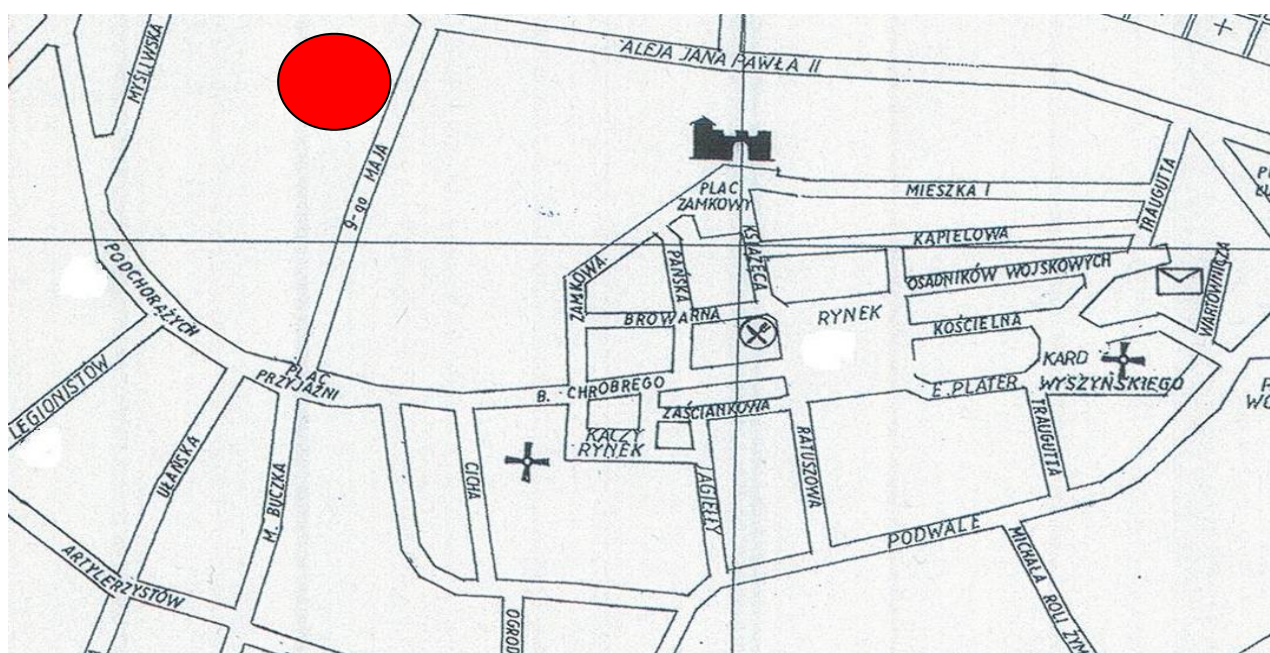 MYŚLIWSKA
ALEJA JANA PAWŁA II
9-go MAJA
TRAUGUTTA
PLAC
ZAMKOWY
MIESZKA I
KSIĄŻĘCA
KĄPIELOWA
PODCHORĄŻYCH
ZAMKOWA
PAŃSKA
OSADNIKÓW WOJSKOWYCH
WARTOWNICZA
BROWARNA
RYNEK
KOŚCIELNA
KARD
WYSZYŃSKIEGO
PLAC
PRZYJAŹNI
B. CHROBREGO
E. PLATER
LEGIONISTÓW
ZAŚCIANKOWA
TRAUGUTTA
UŁAŃSKA
KACZY
RYNEK
RATUSZOWA
M. BUCZKA
CICHA
JAGIEŁŁY
PODWALE
ARTYLERZYSTÓW
OGROD
MICHAŁA ROLI ŻYM